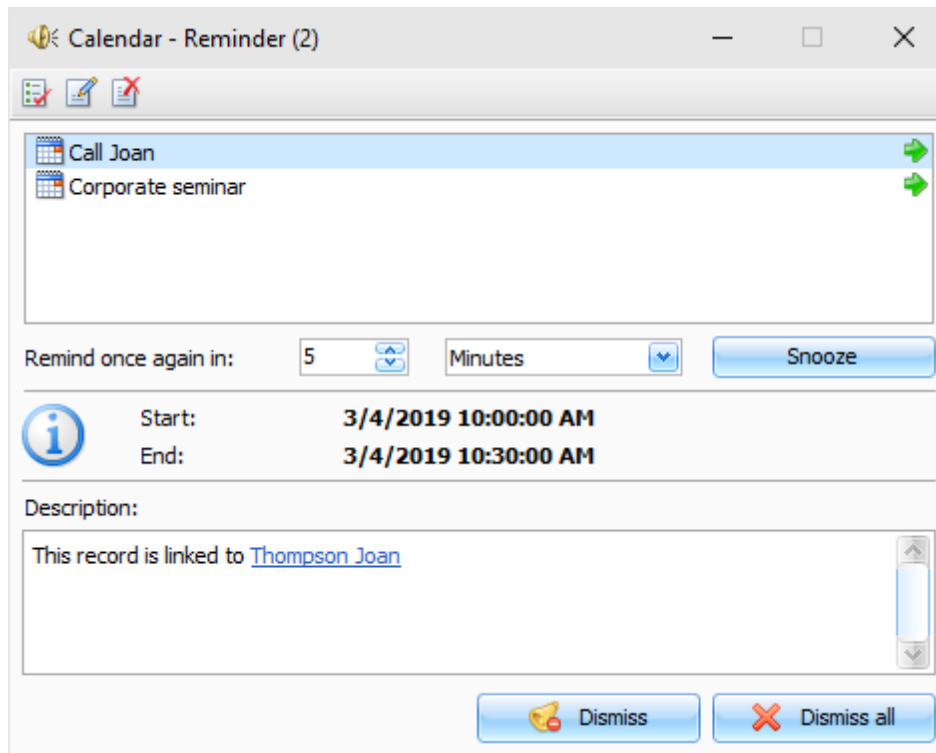 Calendar - Reminder (2)
Call Joan
Corporate seminar
Remind once again in: 5 Minutes Snooze
Start: 3/4/2019 10:00:00 AM
End: 3/4/2019 10:30:00 AM
Description:
This record is linked to Thompson Joan
Dismiss Dismiss all